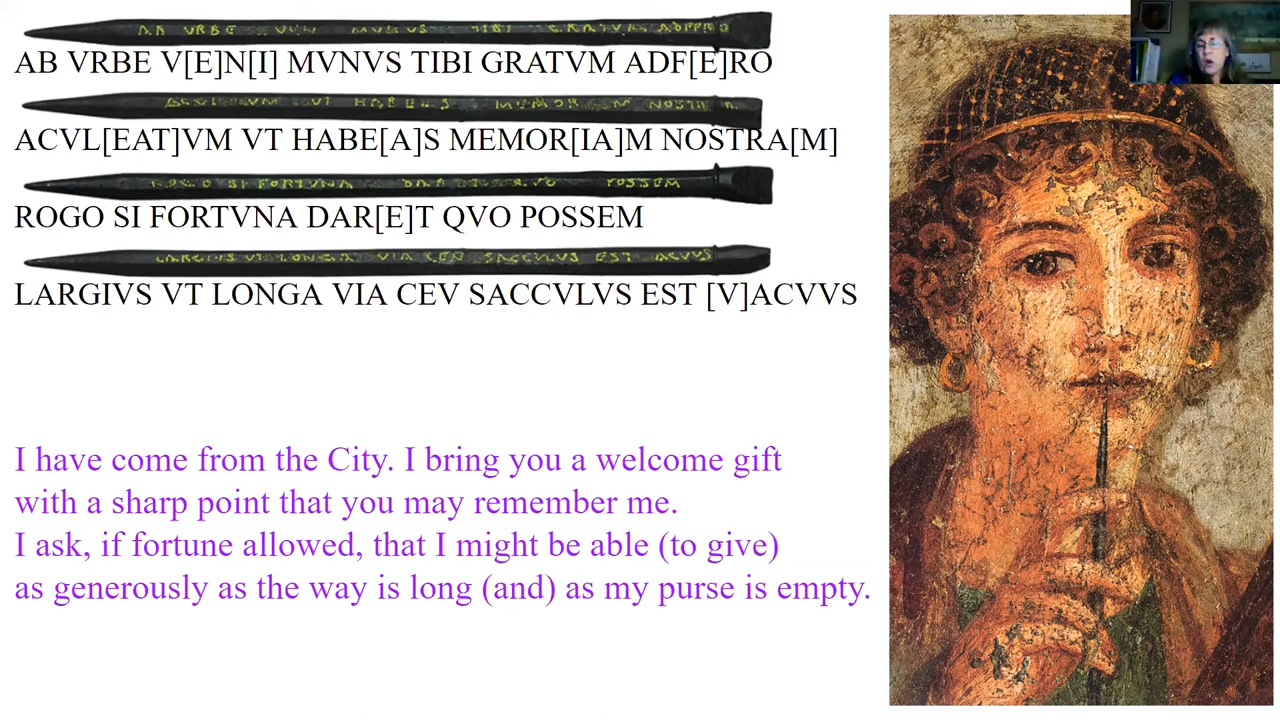 AB VRBE V[E]N[I] MVNVS TIBI GRATVM ADF[E]RO
ACVL[EAT]VM VT HABE[A]S MEMOR[IA]M NOSTRA[M]
ROGO SI FORTVNA DAR[E]T QVO POSSEM
LARGIVS VT LONGA VIA CEV SACCVLVS EST [V]ACVVS
I have come from the City. I bring you a welcome gift
with a sharp point that you may remember me.
I ask, if fortune allowed, that I might be able (to give)
as generously as the way is long (and) as my purse is empty.